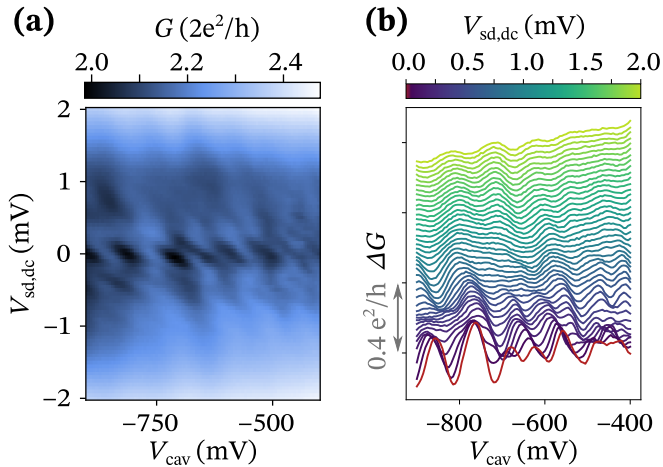 (a)
G (2e²/h)
2.0 2.2 2.4
V_sd,dc (mV)
2
1
0
−1
−2
−750 −500
V_cav (mV)
(b)
V_sd,dc (mV)
0.0 0.5 1.0 1.5 2.0
0.4 e²/h ΔG
−800 −600 −400
V_cav (mV)